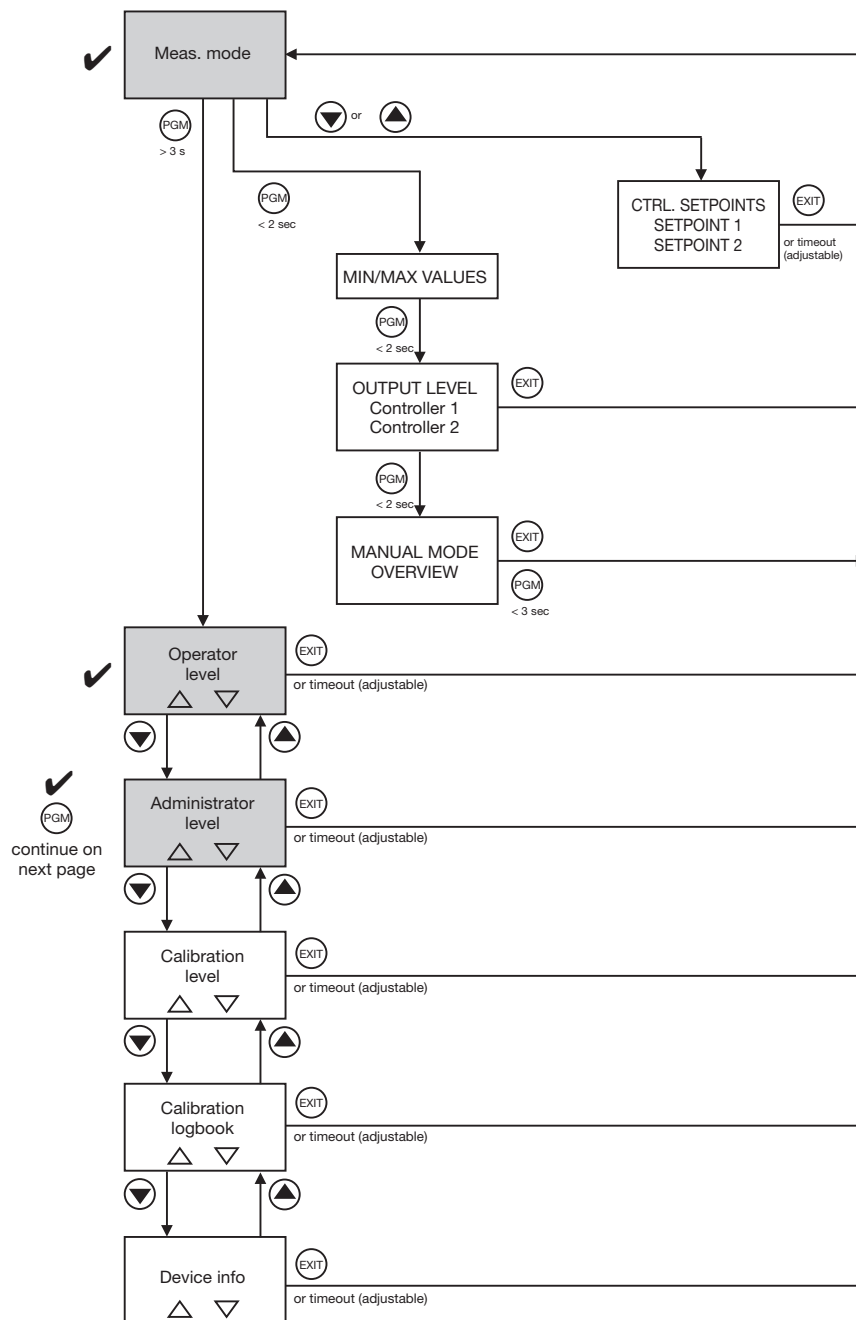 Meas. mode
or
PGM
> 3 s
PGM
< 2 sec
CTRL. SETPOINTS
SETPOINT 1
SETPOINT 2
EXIT
or timeout
(adjustable)
MIN/MAX VALUES
PGM
< 2 sec
OUTPUT LEVEL
Controller 1
Controller 2
EXIT
PGM
< 2 sec
MANUAL MODE
OVERVIEW
EXIT
PGM
< 3 sec
Operator
level
EXIT
or timeout (adjustable)
PGM
continue on
next page
Administrator
level
EXIT
or timeout (adjustable)
Calibration
level
EXIT
or timeout (adjustable)
Calibration
logbook
EXIT
or timeout (adjustable)
Device info
EXIT
or timeout (adjustable)